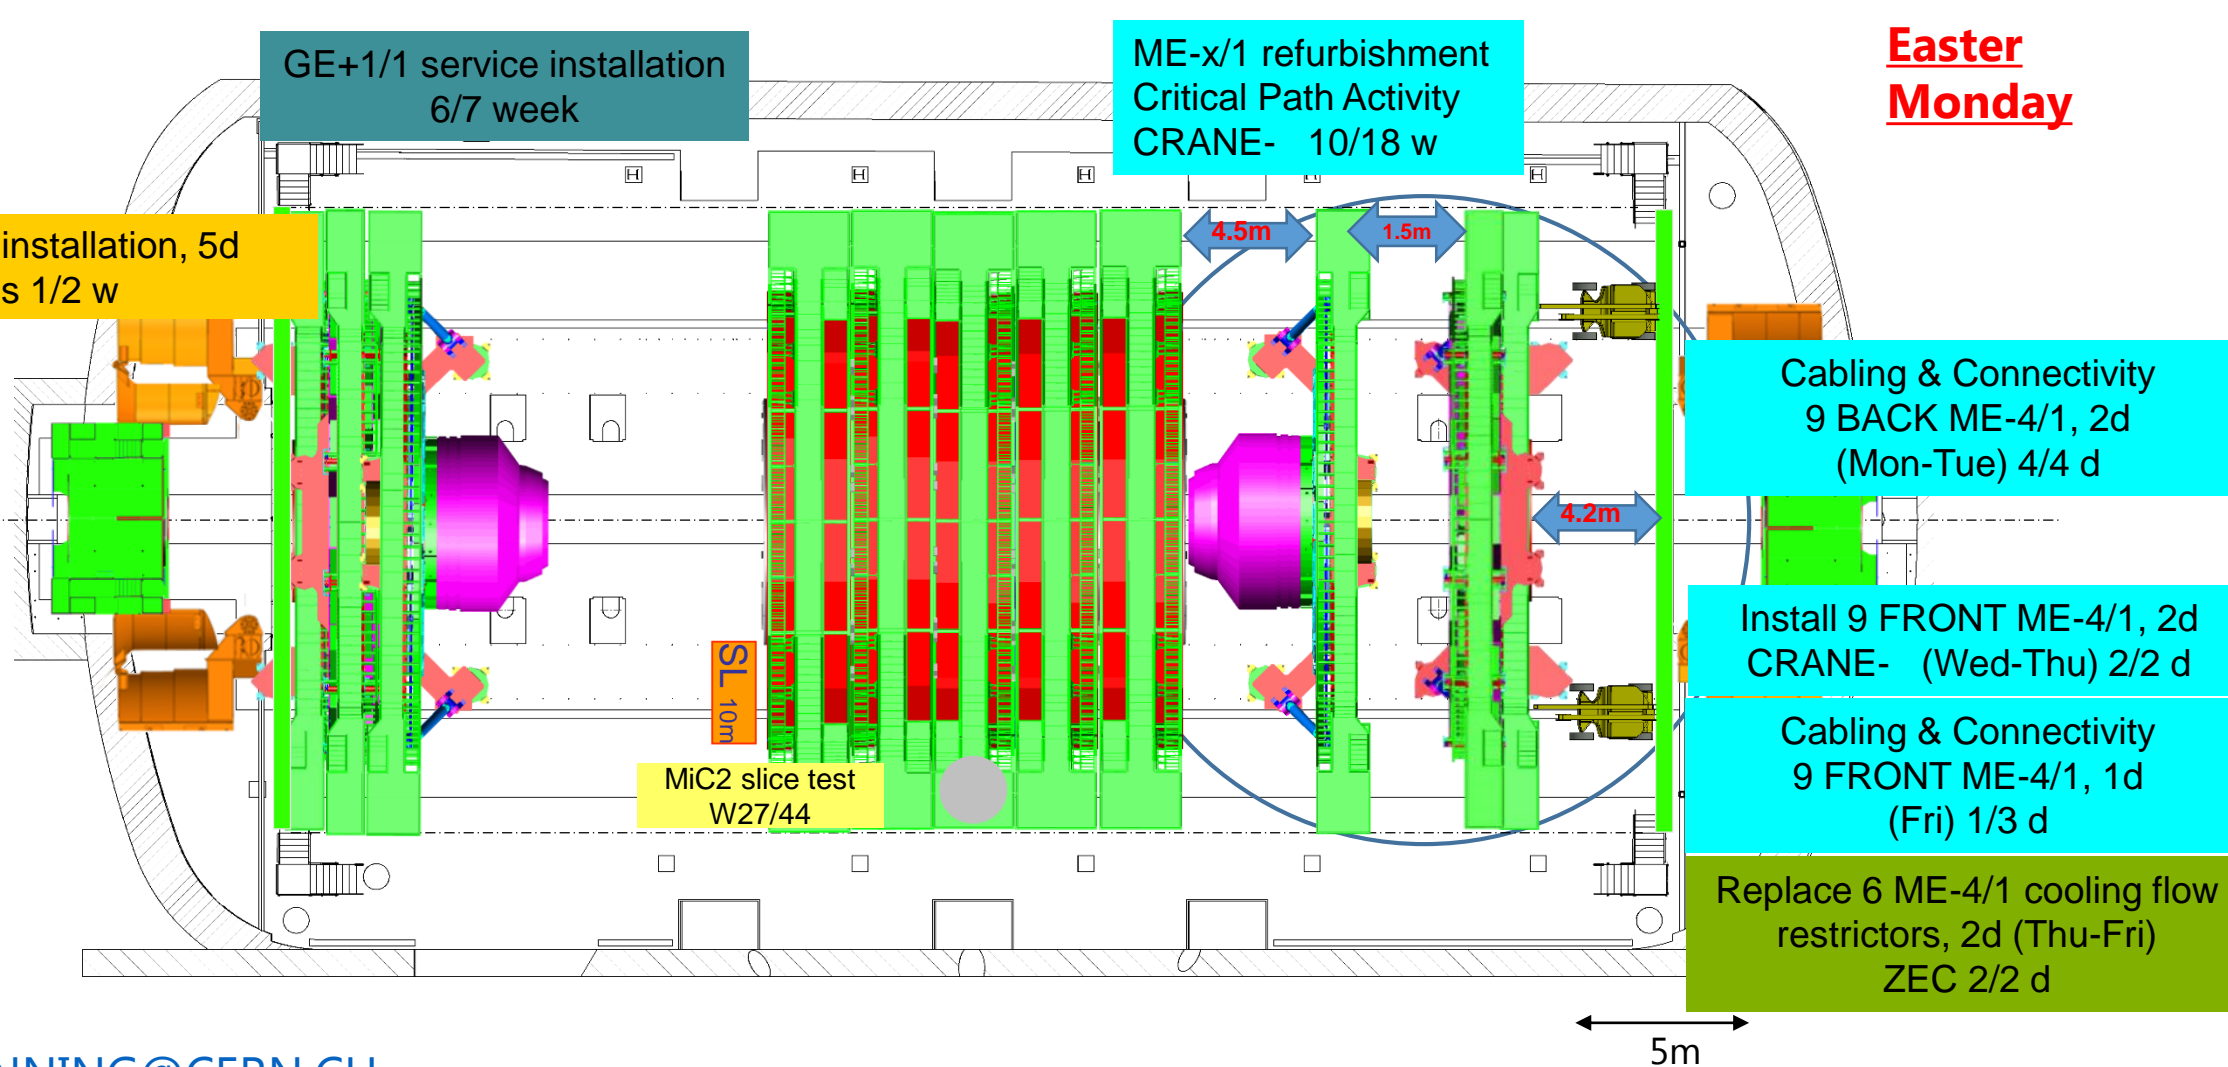 GE+1/1 service installation
6/7 week
ME-x/1 refurbishment
Critical Path Activity
CRANE- 10/18 w
Easter
Monday
installation, 5d
s 1/2 w
4.5m
1.5m
H
H
H
H
H
Cabling & Connectivity
9 BACK ME-4/1, 2d
(Mon-Tue) 4/4 d
4.2m
Install 9 FRONT ME-4/1, 2d
CRANE- (Wed-Thu) 2/2 d
SL 10m
Cabling & Connectivity
9 FRONT ME-4/1, 1d
(Fri) 1/3 d
MiC2 slice test
W27/44
Replace 6 ME-4/1 cooling flow
restrictors, 2d (Thu-Fri)
ZEC 2/2 d
5m
NNING@CERN.CH